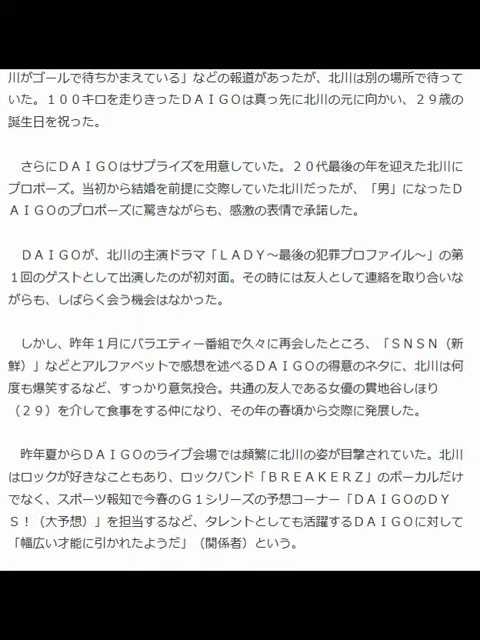 川がゴールで待ちかまえている」などの報道があったが、北川は別の場所で待って
いた。１００キロを走りきったＤＡＩＧＯは真っ先に北川の元に向かい、２９歳の
誕生日を祝った。
さらにＤＡＩＧＯはサプライズを用意していた。２０代最後の年を迎えた北川に
プロポーズ。当初から結婚を前提に交際していた北川だったが、「男」になったＤ
ＡＩＧＯのプロポーズに驚きながらも、感激の表情で承諾した。
ＤＡＩＧＯが、北川の主演ドラマ「ＬＡＤＹ～最後の犯罪プロファイル～」の第
１回のゲストとして出演したのが初対面。その時には友人として連絡を取り合いな
がらも、しばらく会う機会はなかった。
しかし、昨年１月にバラエティー番組で久々に再会したところ、「ＳＮＳＮ（新
鮮）」などとアルファベットで感想を述べるＤＡＩＧＯの得意のネタに、北川は何
度も爆笑するなど、すっかり意気投合。共通の友人である女優の貫地谷しほり
（２９）を介して食事をする仲になり、その年の春頃から交際に発展した。
昨年夏からＤＡＩＧＯのライブ会場では頻繁に北川の姿が目撃されていた。北川
はロックが好きなこともあり、ロックバンド「ＢＲＥＡＫＥＲＺ」のボーカルだけ
でなく、スポーツ報知で今春のＧ１シリーズの予想コーナー「ＤＡＩＧＯのＤＹ
Ｓ！（大予想）」を担当するなど、タレントとしても活躍するＤＡＩＧＯに対して
「幅広い才能に引かれたようだ」（関係者）という。